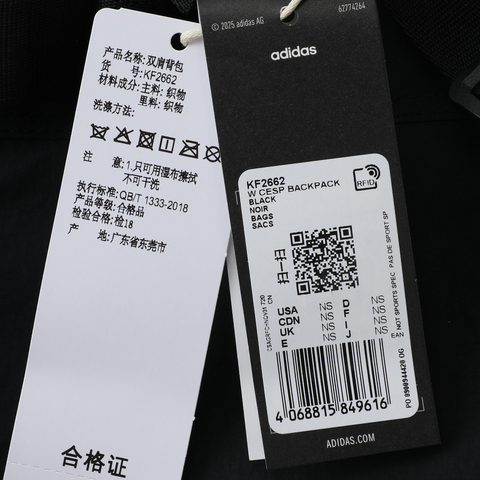 产品名称:双肩背包
货 号:KF2662
材料成分:主料:织物
里料:织物
洗涤方法:
注 意:1.只可用湿布擦拭
不可干洗
执行标准:QB/T 1333-2018
产品等级:合格品
检验合格:检18
产 地:广东省东莞市
合格证
© 2025 adidas AG
62774264
adidas
KF2662
W CESP BACKPACK
BLACK
NOIR
BAGS
SACS
RFID
USA NS D NS
CDN NS F NS
UK NS I NS
E NS J NS
CN
NOT SPORTS SPEC PAS DE SPORT SP
EAN
4 068815 849616
PO 0900944420 OG
ADIDAS.COM